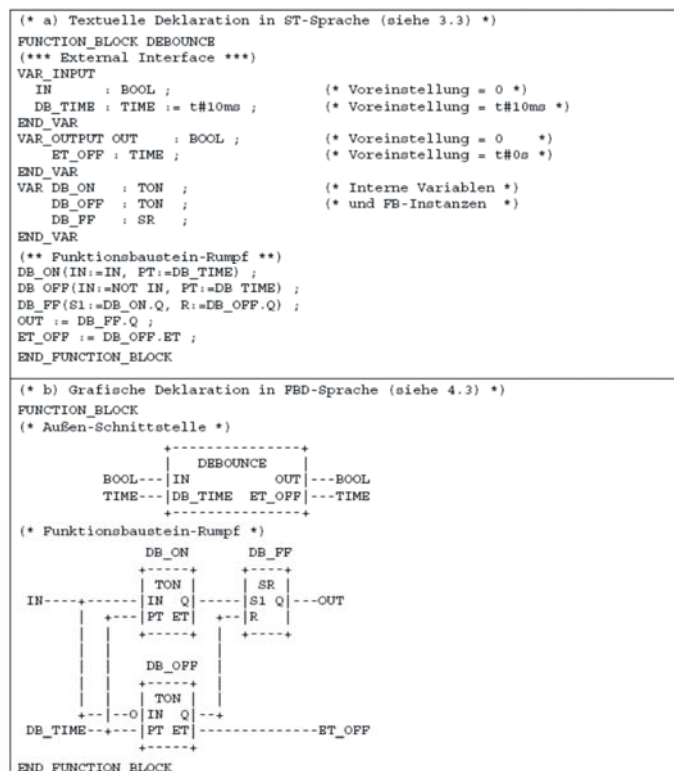 (* a) Textuelle Deklaration in ST-Sprache (siehe 3.3) *)
FUNCTION_BLOCK DEBOUNCE
(*** External Interface ***)
VAR_INPUT
  IN      : BOOL ;              (* Voreinstellung = 0 *)
  DB_TIME : TIME := t#10ms ;    (* Voreinstellung = t#10ms *)
END_VAR
VAR_OUTPUT OUT    : BOOL ;      (* Voreinstellung = 0     *)
    ET_OFF : TIME ;             (* Voreinstellung = t#0s *)
END_VAR
VAR DB_ON   : TON  ;            (* Interne Variablen *)
    DB_OFF  : TON  ;            (* und FB-Instanzen  *)
    DB_FF   : SR   ;
END_VAR
(** Funktionsbaustein-Rumpf **)
DB_ON(IN:=IN, PT:=DB_TIME) ;
DB OFF(IN:=NOT IN, PT:=DB TIME) ;
DB_FF(S1:=DB_ON.Q, R:=DB_OFF.Q) ;
OUT := DB_FF.Q ;
ET_OFF := DB_OFF.ET ;
END_FUNCTION_BLOCK
(* b) Grafische Deklaration in FBD-Sprache (siehe 4.3) *)
FUNCTION_BLOCK
(* Außen-Schnittstelle *)
+---------------+
|   DEBOUNCE    |
BOOL---|IN          OUT|---BOOL
TIME---|DB_TIME  ET_OFF|---TIME
+---------------+
(* Funktionsbaustein-Rumpf *)
DB_ON       DB_FF
+-----+     +----+
| TON |     | SR |
IN----+------|IN  Q|-----|S1 Q|---OUT
|  +---|PT ET|  +--|R   |
+-----+     +----+
DB_OFF
+-----+
| TON |
+--|--O|IN  Q|--+
DB_TIME--+---|PT ET|--------------ET_OFF
+-----+
END_FUNCTION_BLOCK